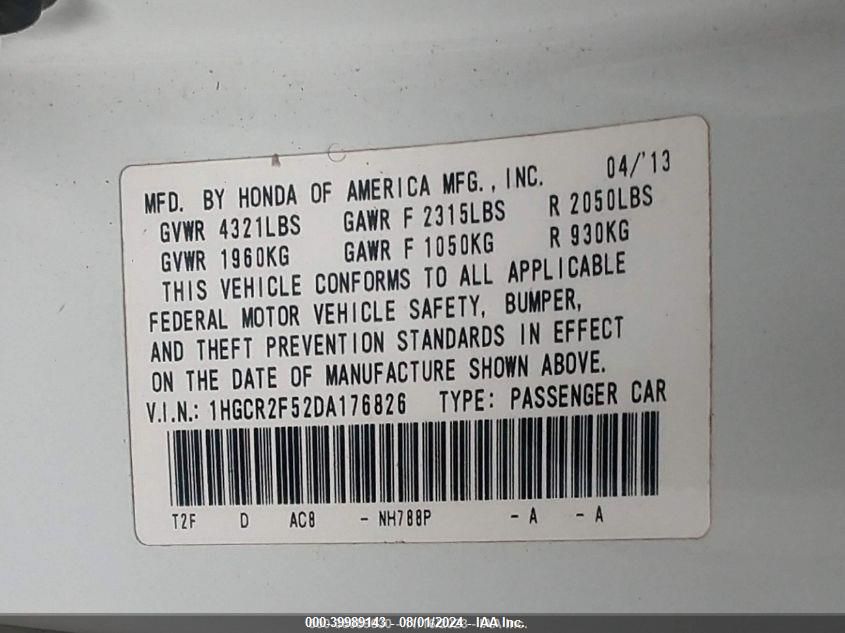 MFD. BY HONDA OF AMERICA MFG., INC. 04/'13
GVWR 4321LBS GAWR F 2315LBS R 2050LBS
GVWR 1960KG GAWR F 1050KG R 930KG
THIS VEHICLE CONFORMS TO ALL APPLICABLE
FEDERAL MOTOR VEHICLE SAFETY, BUMPER,
AND THEFT PREVENTION STANDARDS IN EFFECT
ON THE DATE OF MANUFACTURE SHOWN ABOVE.
V.I.N.: 1HGCR2F52DA176826 TYPE: PASSENGER CAR
T2F D AC8 - NH788P - A - A
000-39989143 - 08/01/2024 - IAA Inc.